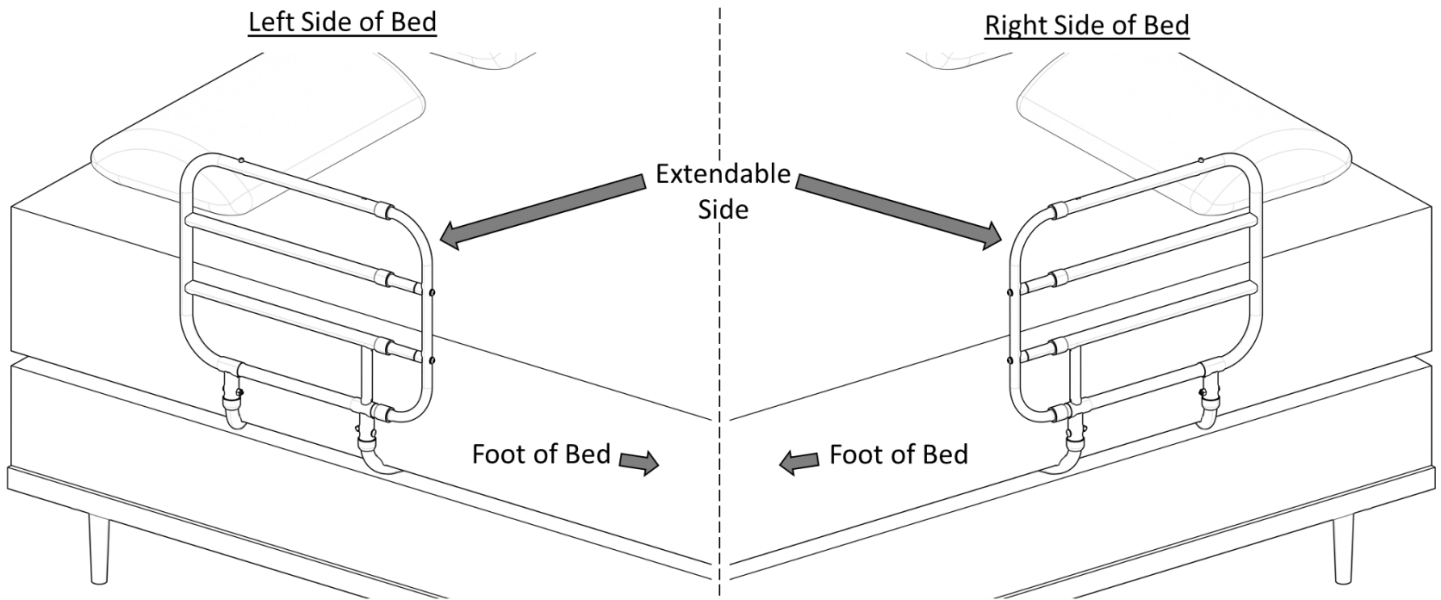 Left Side of Bed
Right Side of Bed
Extendable
Side
Foot of Bed
Foot of Bed